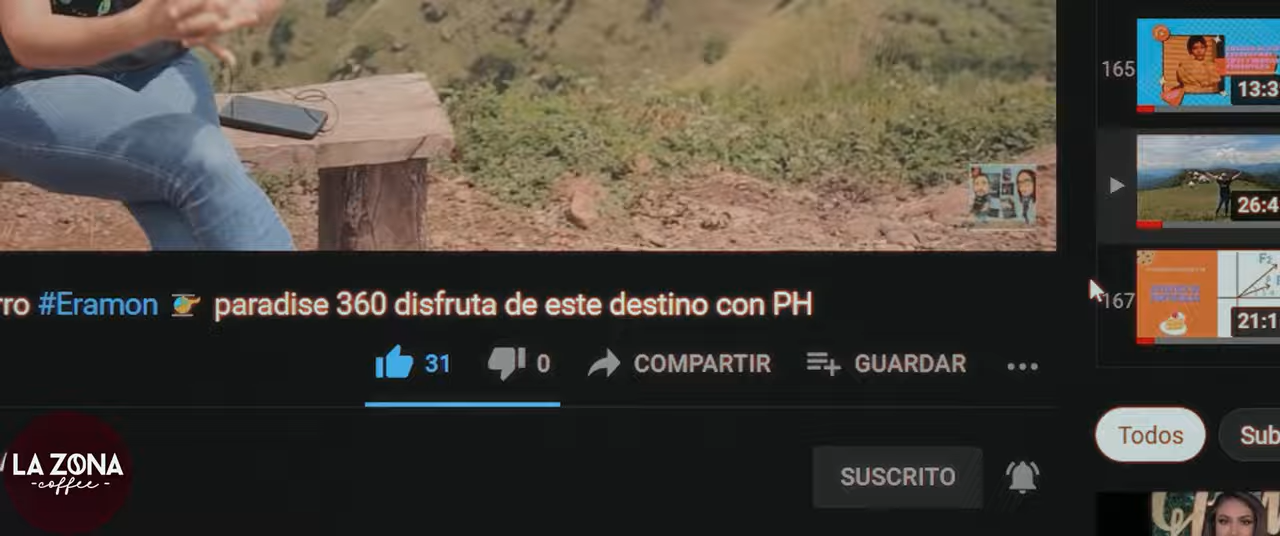 165
13:3
26:4
rro #Eramon paradise 360 disfruta de este destino con PH
167
21:1
31 0 COMPARTIR GUARDAR ...
Todos
Sub
LA ZONA
-coffee-
SUSCRITO